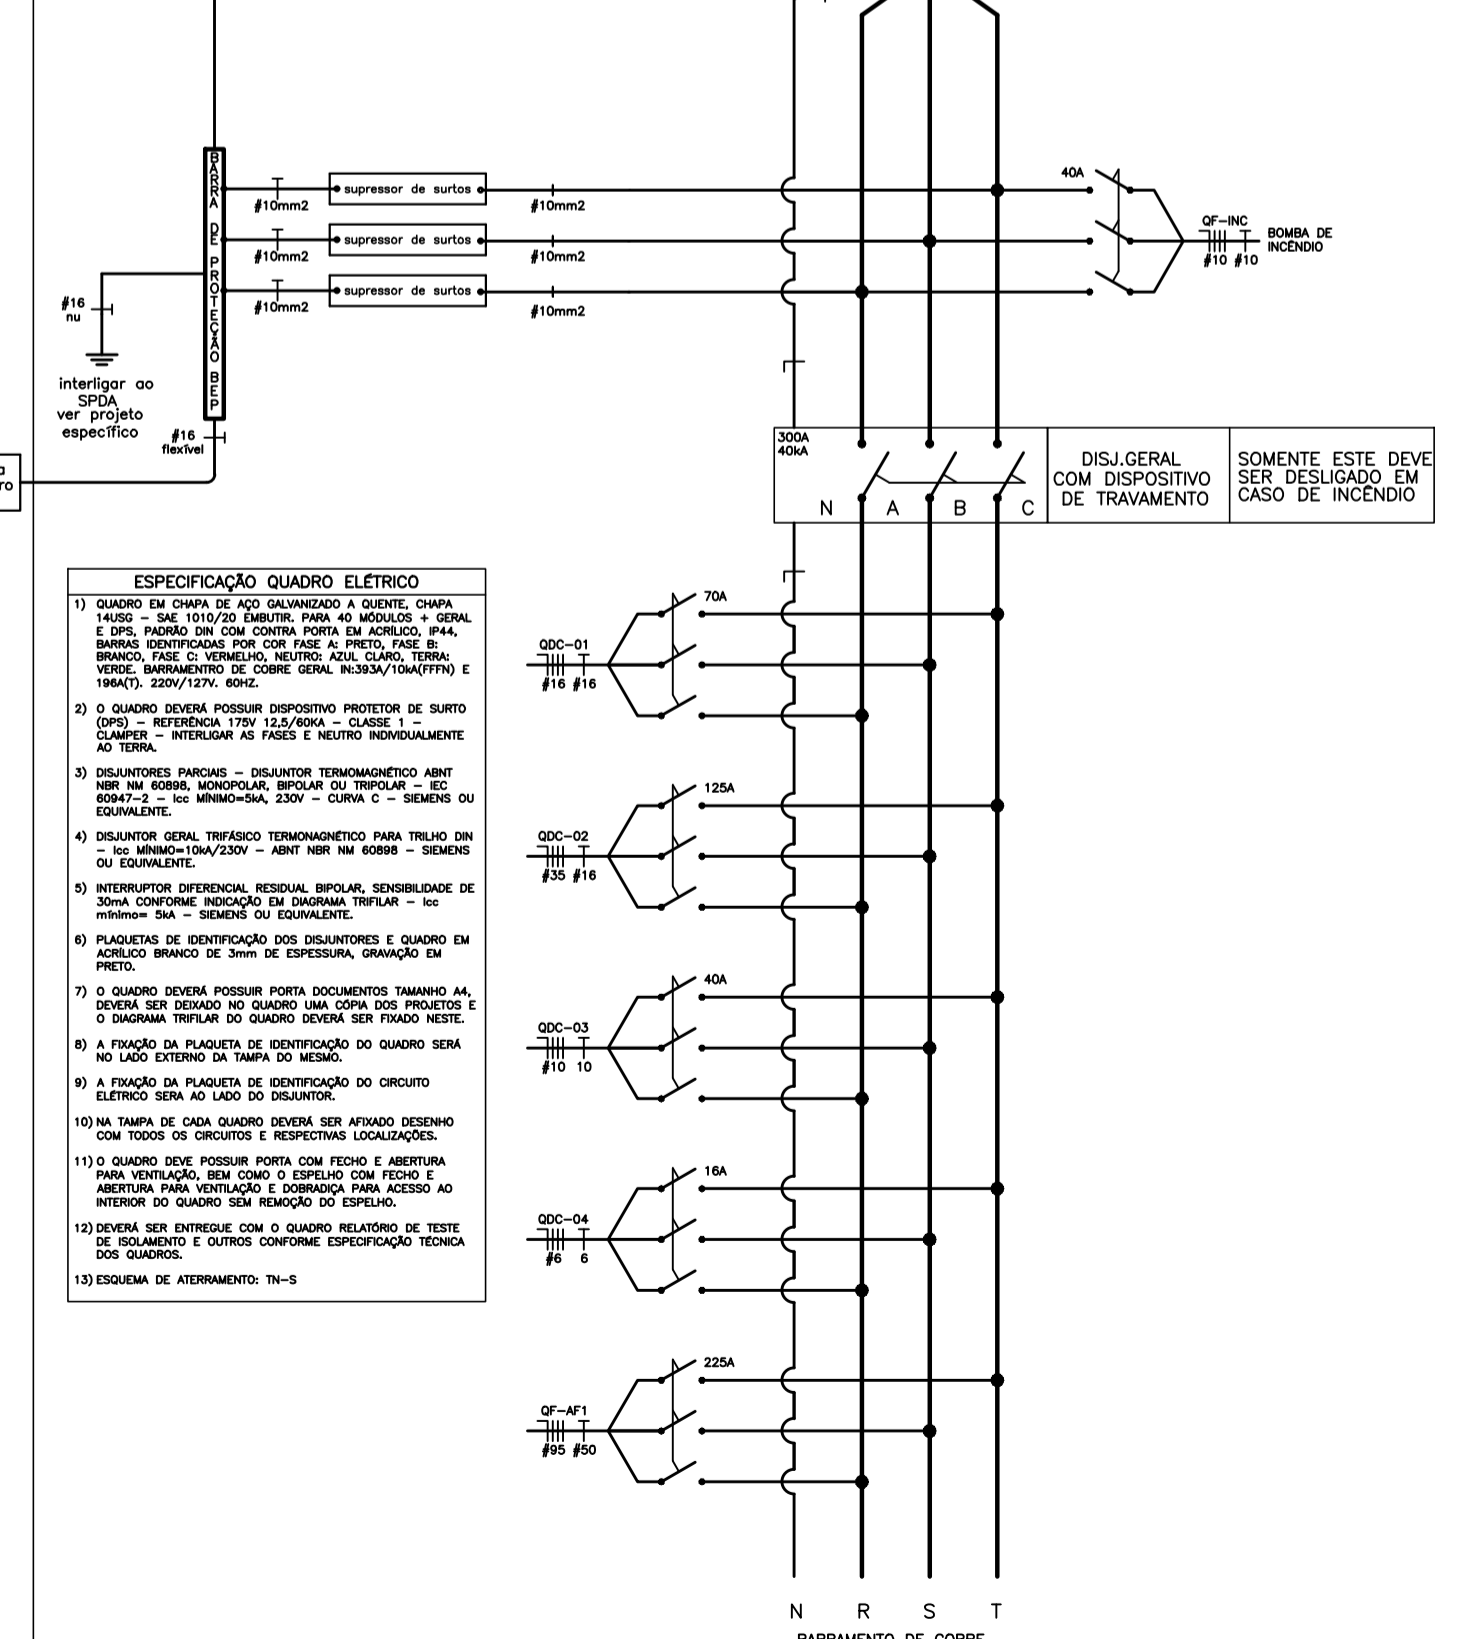 BARRA DE PROTEÇÃO BEP
supressor de surtos
#10mm2
#10mm2
supressor de surtos
#10mm2
#10mm2
supressor de surtos
#10mm2
#10mm2
40A
QF-INC
#10 #10
BOMBA DE
INCÊNDIO
#16
nu
interligar ao
SPDA
ver projeto
específico
#16
flexível
a
ro
300A
40kA
N A B C
DISJ.GERAL
COM DISPOSITIVO
DE TRAVAMENTO
SOMENTE ESTE DEVE
SER DESLIGADO EM
CASO DE INCÊNDIO
ESPECIFICAÇÃO QUADRO ELÉTRICO
1) QUADRO EM CHAPA DE AÇO GALVANIZADO A QUENTE, CHAPA
14USG - SAE 1010/20 EMBUTIR. PARA 40 MÓDULOS + GERAL
E DPS, PADRÃO DIN COM CONTRA PORTA EM ACRÍLICO, IP44,
BARRAS IDENTIFICADAS POR COR FASE A: PRETO, FASE B:
BRANCO, FASE C: VERMELHO, NEUTRO: AZUL CLARO, TERRA:
VERDE. BARRAMENTRO DE COBRE GERAL IN:393A/10kA(FFFN) E
196A(T). 220V/127V. 60HZ.
2) O QUADRO DEVERÁ POSSUIR DISPOSITIVO PROTETOR DE SURTO
(DPS) - REFERÊNCIA 175V 12,5/60KA - CLASSE 1 -
CLAMPER - INTERLIGAR AS FASES E NEUTRO INDIVIDUALMENTE
AO TERRA.
3) DISJUNTORES PARCIAIS - DISJUNTOR TERMOMAGNÉTICO ABNT
NBR NM 60898, MONOPOLAR, BIPOLAR OU TRIPOLAR - IEC
60947-2 - Icc MÍNIMO=5kA, 230V - CURVA C - SIEMENS OU
EQUIVALENTE.
4) DISJUNTOR GERAL TRIFÁSICO TERMONAGNÉTICO PARA TRILHO DIN
- Icc MÍNIMO=10kA/230V - ABNT NBR NM 60898 - SIEMENS
OU EQUIVALENTE.
5) INTERRUPTOR DIFERENCIAL RESIDUAL BIPOLAR, SENSIBILIDADE DE
30mA CONFORME INDICAÇÃO EM DIAGRAMA TRIFILAR - Icc
mínimo= 5kA - SIEMENS OU EQUIVALENTE.
6) PLAQUETAS DE IDENTIFICAÇÃO DOS DISJUNTORES E QUADRO EM
ACRÍLICO BRANCO DE 3mm DE ESPESSURA, GRAVAÇÃO EM
PRETO.
7) O QUADRO DEVERÁ POSSUIR PORTA DOCUMENTOS TAMANHO A4,
DEVERÁ SER DEIXADO NO QUADRO UMA CÓPIA DOS PROJETOS E
O DIAGRAMA TRIFILAR DO QUADRO DEVERÁ SER FIXADO NESTE.
8) A FIXAÇÃO DA PLAQUETA DE IDENTIFICAÇÃO DO QUADRO SERÁ
NO LADO EXTERNO DA TAMPA DO MESMO.
9) A FIXAÇÃO DA PLAQUETA DE IDENTIFICAÇÃO DO CIRCUITO
ELÉTRICO SERA AO LADO DO DISJUNTOR.
10) NA TAMPA DE CADA QUADRO DEVERÁ SER AFIXADO DESENHO
COM TODOS OS CIRCUITOS E RESPECTIVAS LOCALIZAÇÕES.
11) O QUADRO DEVE POSSUIR PORTA COM FECHO E ABERTURA
PARA VENTILAÇÃO, BEM COMO O ESPELHO COM FECHO E
ABERTURA PARA VENTILAÇÃO E DOBRADIÇA PARA ACESSO AO
INTERIOR DO QUADRO SEM REMOÇÃO DO ESPELHO.
12) DEVERÁ SER ENTREGUE COM O QUADRO RELATÓRIO DE TESTE
DE ISOLAMENTO E OUTROS CONFORME ESPECIFICAÇÃO TÉCNICA
DOS QUADROS.
13) ESQUEMA DE ATERRAMENTO: TN-S
70A
QDC-01
#16 #16
125A
QDC-02
#35 #16
40A
QDC-03
#10 10
16A
QDC-04
#6 6
225A
QF-AF1
#95 #50
N R S T
BARRAMENTO DE COBRE